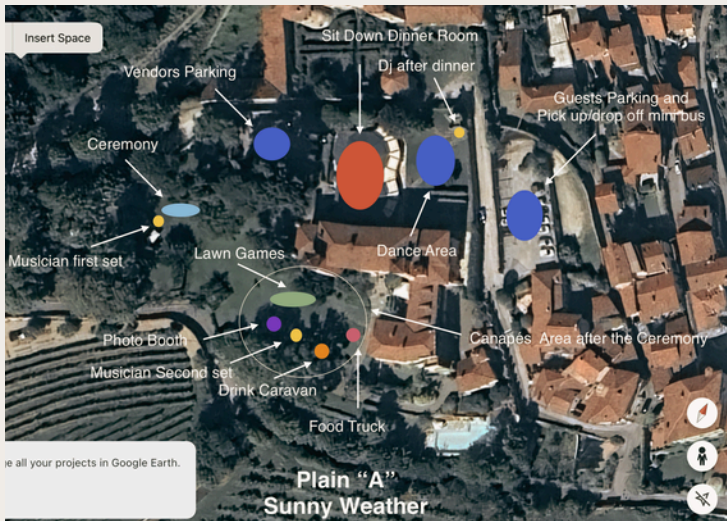 Insert Space
Sit Down Dinner Room
Vendors Parking
Dj after dinner
Guests Parking and
Pick up/drop off mini bus
Ceremony
Musician first set
Lawn Games
Dance Area
Photo Booth
Canapés Area after the Ceremony
Musician Second set
Drink Caravan
Food Truck
ge all your projects in Google Earth.
Plain “A”
Sunny Weather